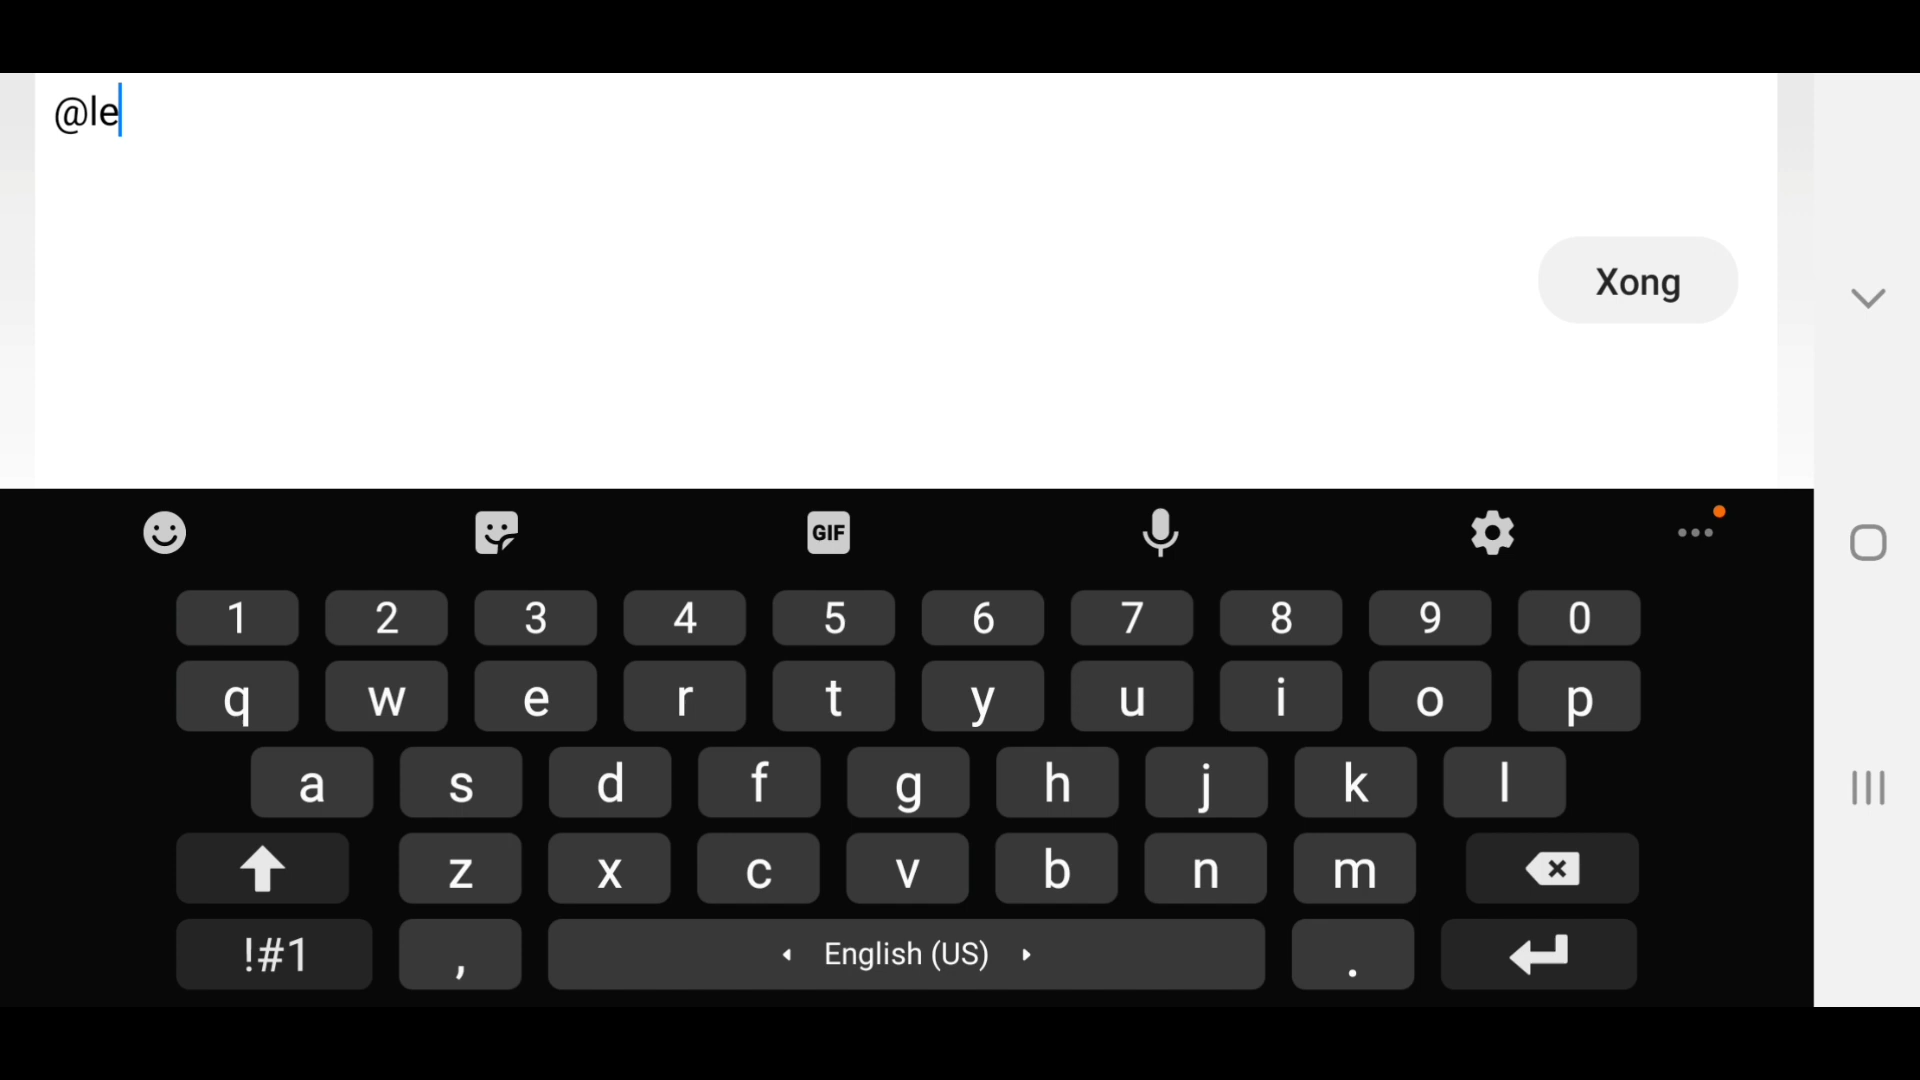 @le
Xong
GIF
1 2 3 4 5 6 7 8 9 0
q w e r t y u i o p
a s d f g h j k l
z x c v b n m
!#1 , English (US) .